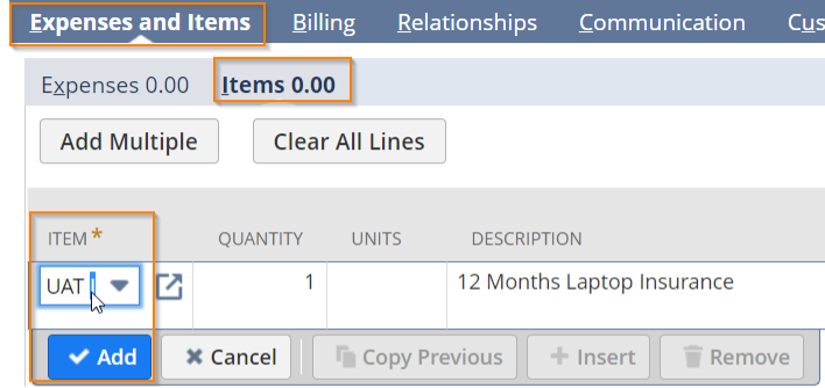 Expenses and Items Billing Relationships Communication Cus
Expenses 0.00 Items 0.00
Add Multiple Clear All Lines
ITEM * QUANTITY UNITS DESCRIPTION
UAT 1 12 Months Laptop Insurance
Add Cancel Copy Previous Insert Remove